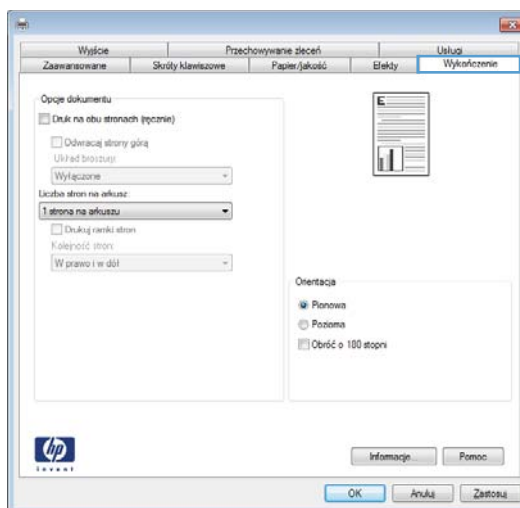 Wyjście Przechowywanie zleceń Usługi
Zaawansowane Skróty klawiszowe Papier/jakość Efekty Wykończenie
Opcje dokumentu
Druk na obu stronach (ręcznie)
Odwracaj strony górą
Układ broszury:
Wyłączone
Liczba stron na arkusz:
1 strona na arkuszu
Drukuj ramki stron
Kolejność stron:
W prawo i w dół
E
Orientacja
Pionowa
Pozioma
Obróć o 180 stopni
hp
invent
Informacje... Pomoc
OK Anuluj Zastosuj